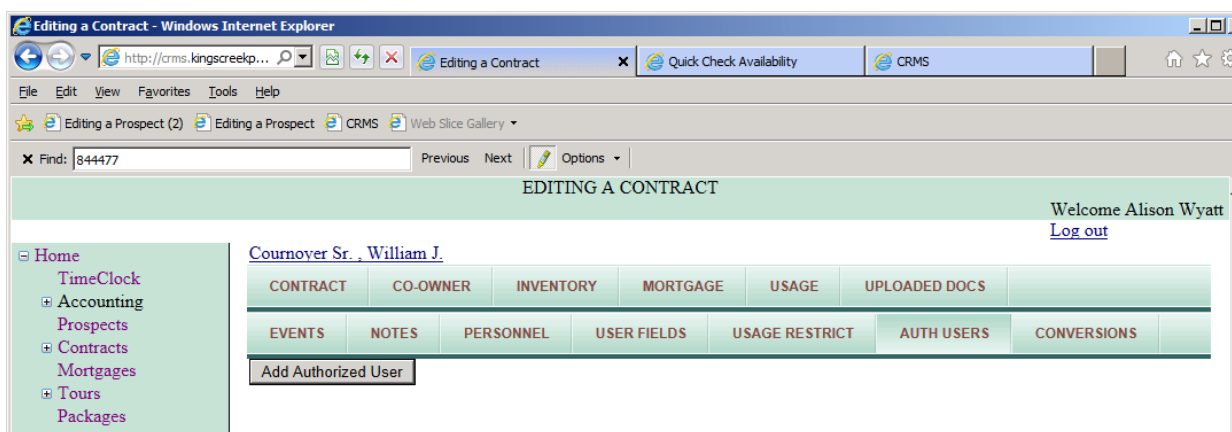 Editing a Contract - Windows Internet Explorer
http://crms.kingscreekp... Editing a Contract Quick Check Availability CRMS
File Edit View Favorites Tools Help
Editing a Prospect (2) Editing a Prospect CRMS Web Slice Gallery
x Find: 844477 Previous Next Options
EDITING A CONTRACT
Welcome Alison Wyatt
Log out
Cournoyer Sr. , William J.
Home
TimeClock
Accounting
Prospects
Contracts
Mortgages
Tours
Packages
CONTRACT CO-OWNER INVENTORY MORTGAGE USAGE UPLOADED DOCS
EVENTS NOTES PERSONNEL USER FIELDS USAGE RESTRICT AUTH USERS CONVERSIONS
Add Authorized User